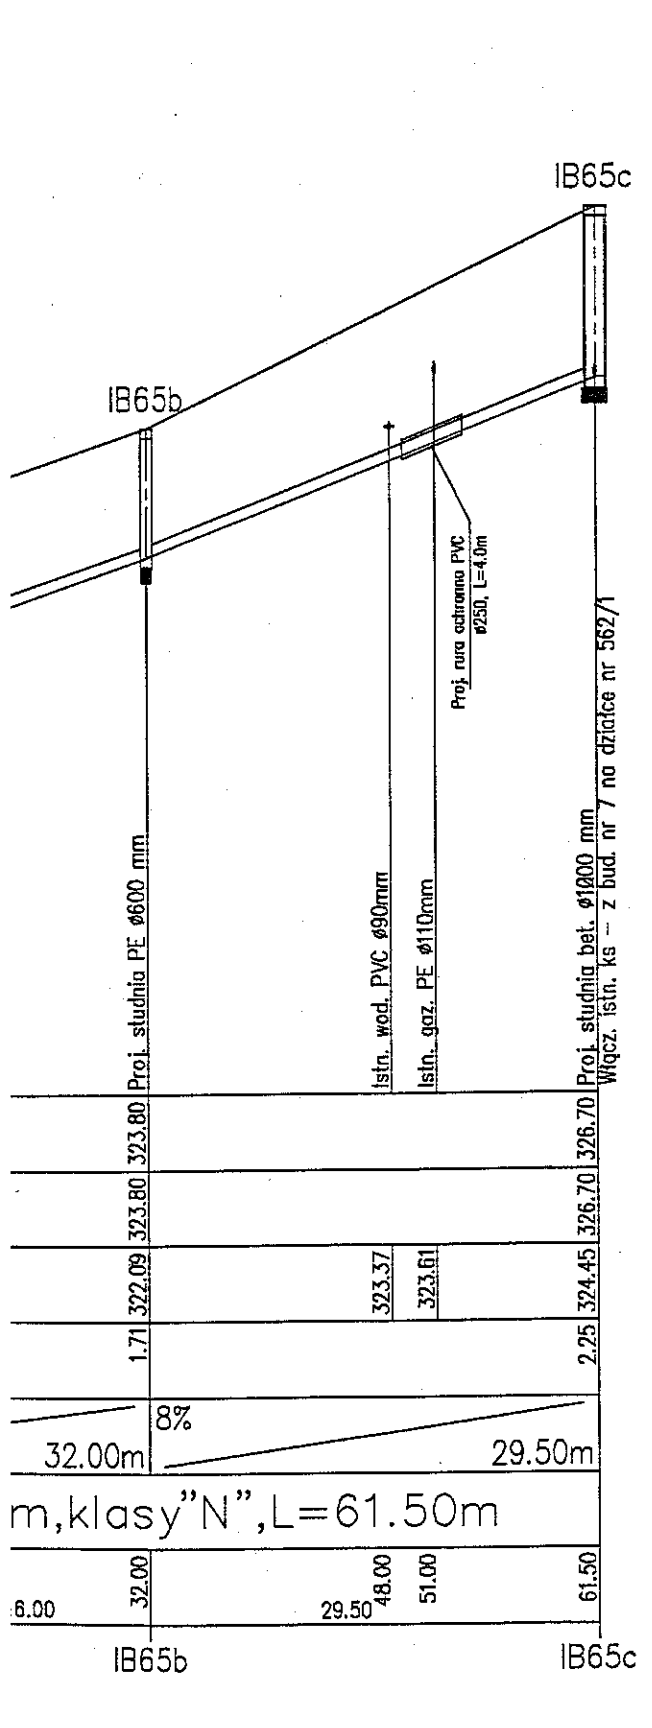 IB65c
IB65b
Proj. rura ochronna PVC
ø250, L=4.0m
Proj. studnia PE ø600 mm
Istn. wod. PVC ø90mm
Istn. gaz. PE ø110mm
Proj. studnia bet. ø1000 mm
Włącz. istn. ks - z bud. nr 7 na działce nr 562/1
323.80
326.70
323.80
326.70
322.09
323.37
323.61
324.45
1.71
2.25
8%
32.00m
29.50m
m,klasy"N",L=61.50m
32.00
48.00
51.00
61.50
6.00
29.50
IB65b
IB65c